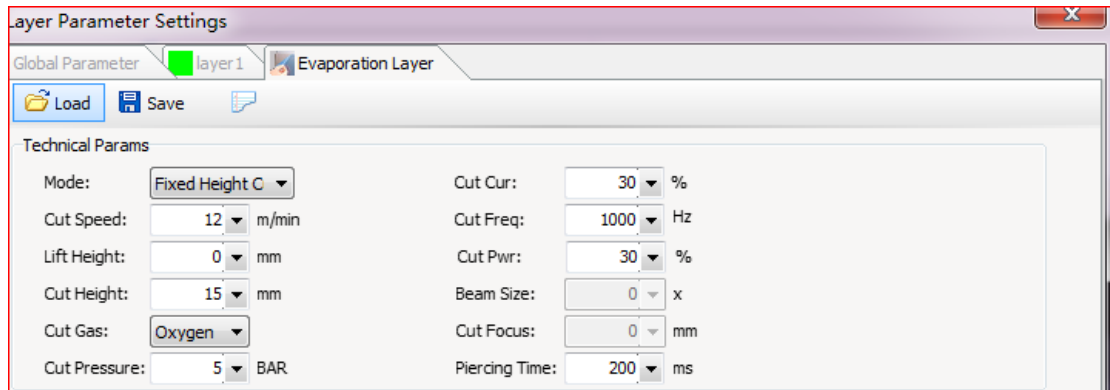 Layer Parameter Settings
Global Parameter layer1 Evaporation Layer
Load Save
Technical Params
Mode: Fixed Height C Cut Cur: 30 %
Cut Speed: 12 m/min Cut Freq: 1000 Hz
Lift Height: 0 mm Cut Pwr: 30 %
Cut Height: 15 mm Beam Size: 0 x
Cut Gas: Oxygen Cut Focus: 0 mm
Cut Pressure: 5 BAR Piercing Time: 200 ms